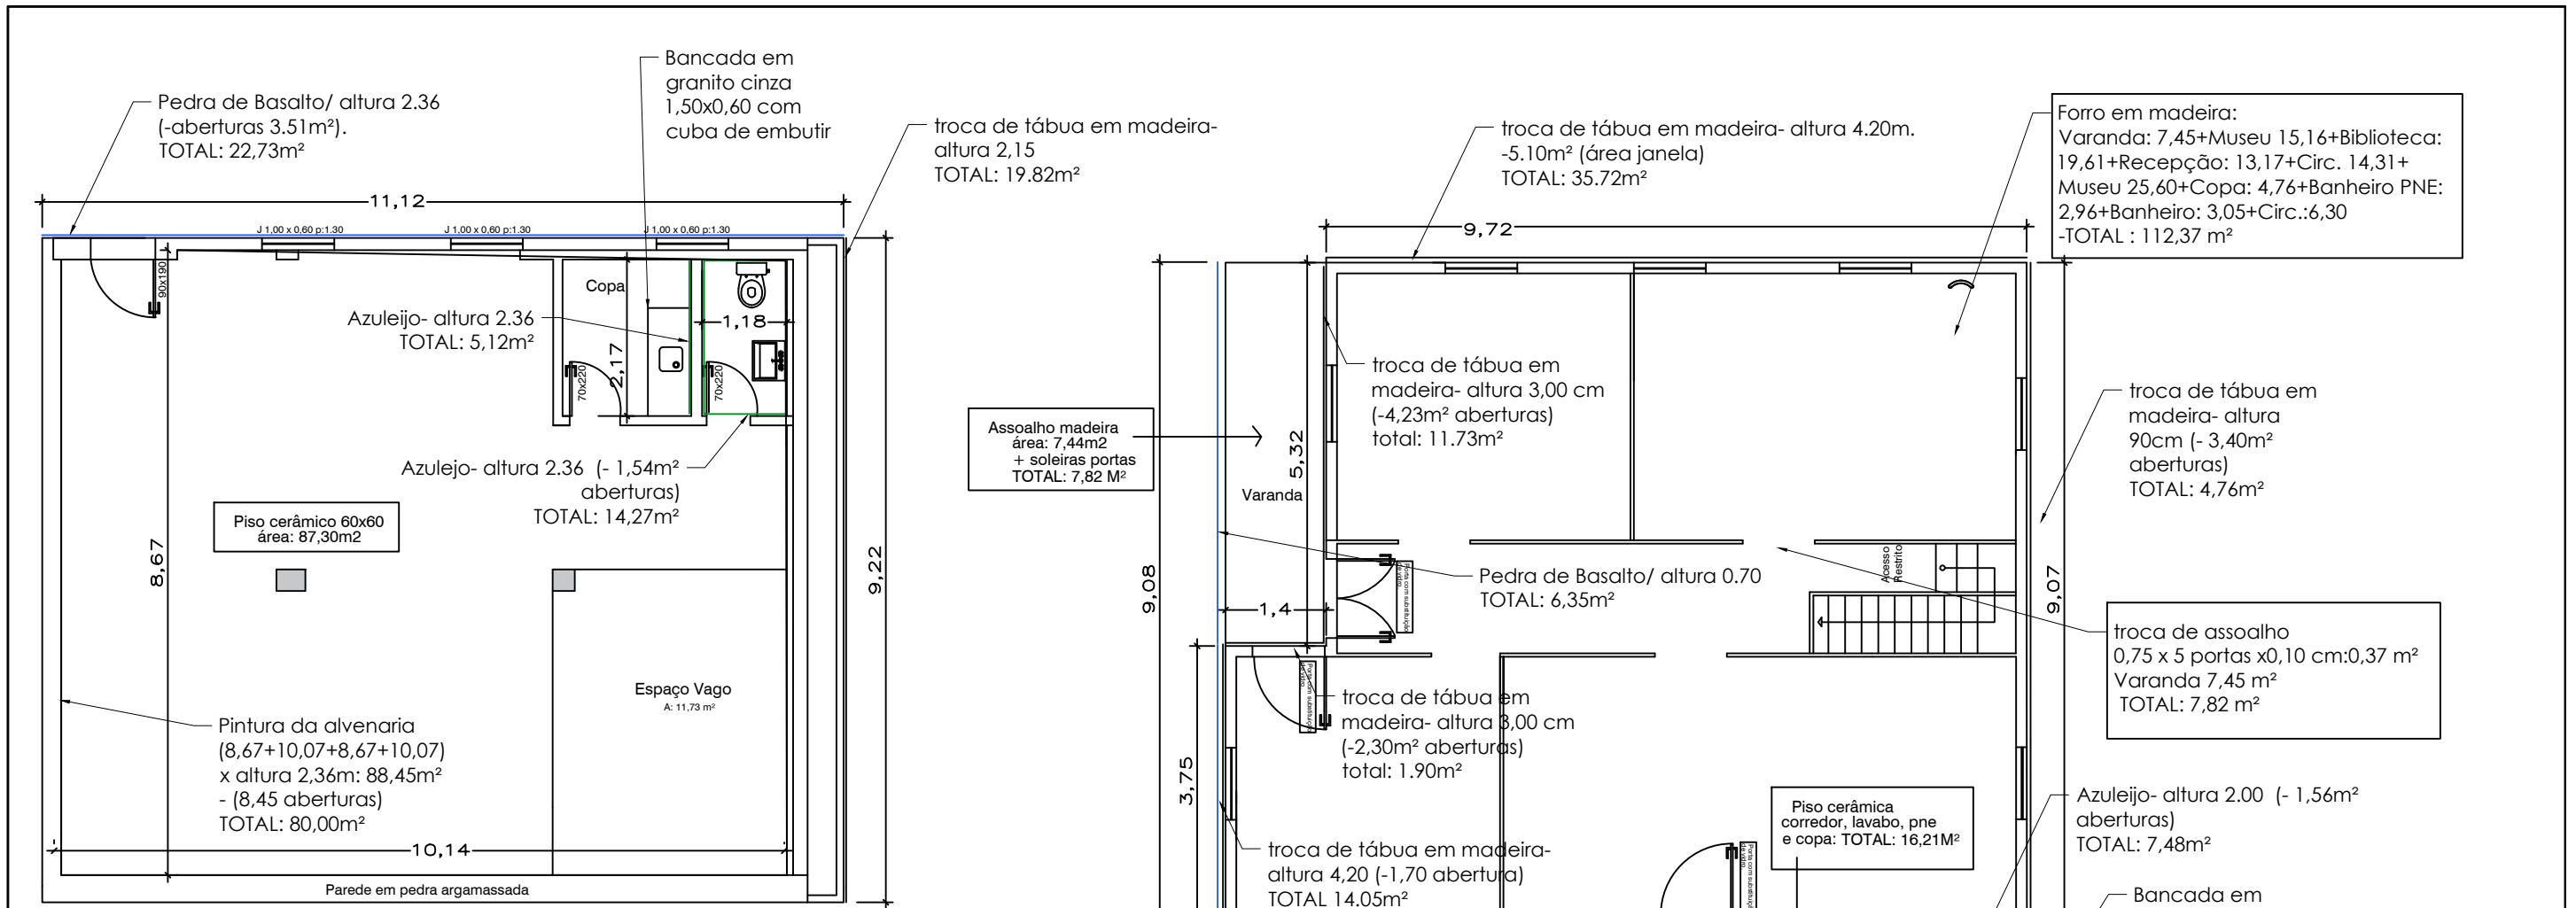 Pedra de Basalto/ altura 2.36
(-aberturas 3.51m²).
TOTAL: 22,73m²
Bancada em
granito cinza
1,50x0,60 com
cuba de embutir
troca de tábua em madeira-
altura 2,15
TOTAL: 19.82m²
11,12
J 1,00 x 0,60 p:1.30
J 1,00 x 0,60 p:1.30
J 1,00 x 0,60 p:1.30
90x190
Copa
Azuleijo- altura 2.36
TOTAL: 5,12m²
1,18
2,17
70x220
70x220
Azulejo- altura 2.36 (- 1,54m²
aberturas)
TOTAL: 14,27m²
Piso cerâmico 60x60
área: 87,30m2
8,67
9,22
Espaço Vago
A: 11,73 m²
Pintura da alvenaria
(8,67+10,07+8,67+10,07)
x altura 2,36m: 88,45m²
- (8,45 aberturas)
TOTAL: 80,00m²
10,14
Parede em pedra argamassada
troca de tábua em madeira- altura 4.20m.
-5.10m² (área janela)
TOTAL: 35.72m²
Forro em madeira:
Varanda: 7,45+Museu 15,16+Biblioteca:
19,61+Recepção: 13,17+Circ. 14,31+
Museu 25,60+Copa: 4,76+Banheiro PNE:
2,96+Banheiro: 3,05+Circ.:6,30
-TOTAL : 112,37 m²
9,72
troca de tábua em
madeira- altura 3,00 cm
(-4,23m² aberturas)
total: 11.73m²
Assoalho madeira
área: 7,44m2
+ soleiras portas
TOTAL: 7,82 M²
5,32
Varanda
9,08
troca de tábua em
madeira- altura
90cm (- 3,40m²
aberturas)
TOTAL: 4,76m²
Acesso
Restrito
Pedra de Basalto/ altura 0.70
TOTAL: 6,35m²
1,4
9,07
troca de assoalho
0,75 x 5 portas x0,10 cm:0,37 m²
Varanda 7,45 m²
TOTAL: 7,82 m²
troca de tábua em
madeira- altura 3,00 cm
(-2,30m² aberturas)
total: 1.90m²
3,75
Piso cerâmica
corredor, lavabo, pne
e copa: TOTAL: 16,21M²
Azuleijo- altura 2.00 (- 1,56m²
aberturas)
TOTAL: 7,48m²
troca de tábua em madeira-
altura 4,20 (-1,70 abertura)
TOTAL 14.05m²
Bancada em